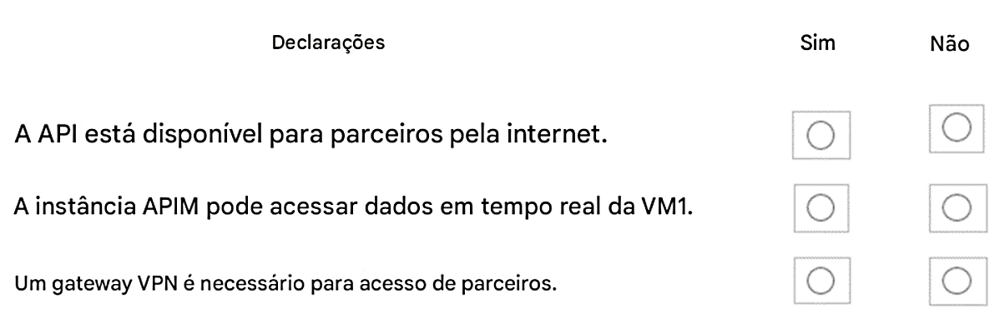 Declarações Sim Não
A API está disponível para parceiros pela internet.
A instância APIM pode acessar dados em tempo real da VM1.
Um gateway VPN é necessário para acesso de parceiros.